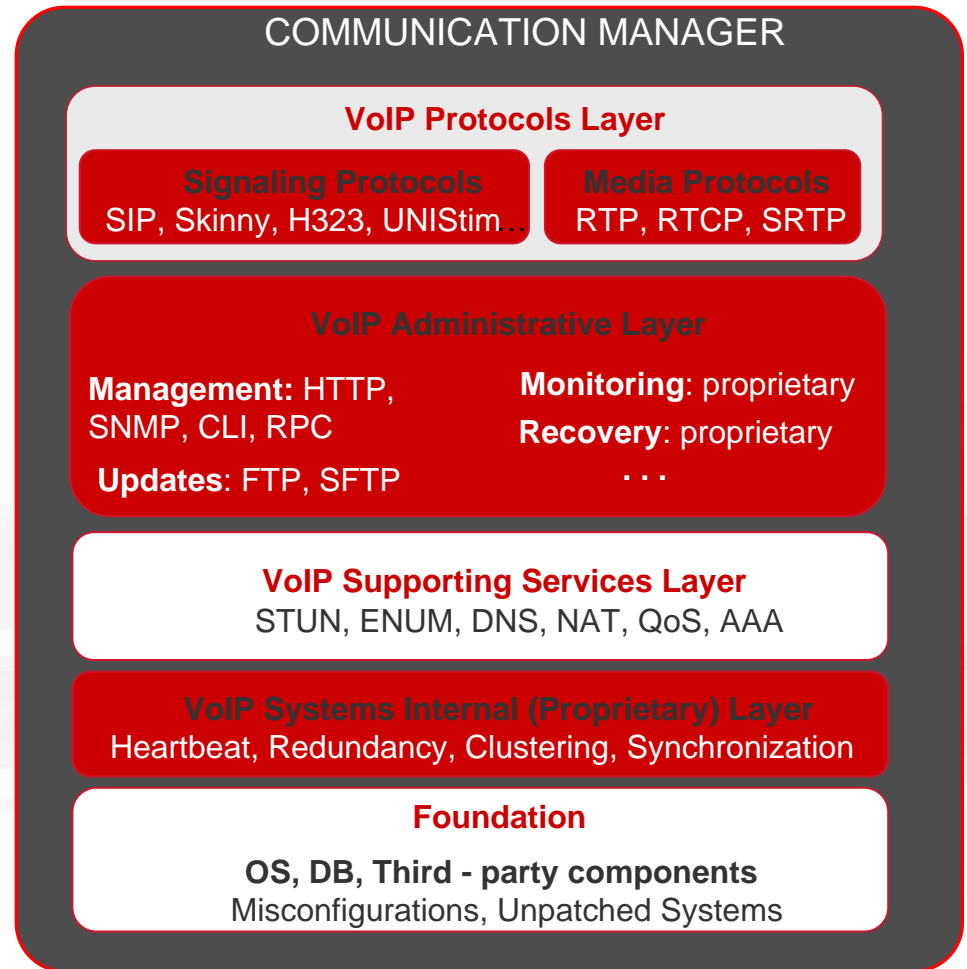 COMMUNICATION MANAGER
VoIP Protocols Layer
Signaling Protocols
SIP, Skinny, H323, UNIStim…
Media Protocols
RTP, RTCP, SRTP
VoIP Administrative Layer
Management: HTTP,
SNMP, CLI, RPC
Updates: FTP, SFTP
Monitoring: proprietary
Recovery: proprietary
. . .
VoIP Supporting Services Layer
STUN, ENUM, DNS, NAT, QoS, AAA
VoIP Systems Internal (Proprietary) Layer
Heartbeat, Redundancy, Clustering, Synchronization
Foundation
OS, DB, Third - party components
Misconfigurations, Unpatched Systems